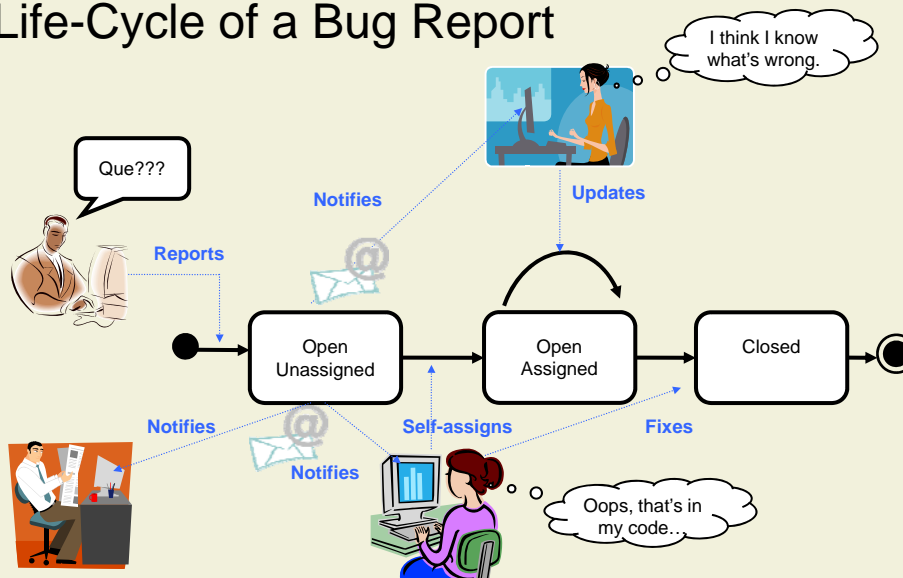 Life-Cycle of a Bug Report
I think I know
what's wrong.
Que???
Notifies
Updates
Reports
@
Open
Unassigned
Open
Assigned
Closed
Notifies
@
Self-assigns
Fixes
Notifies
Oops, that's in
my code…